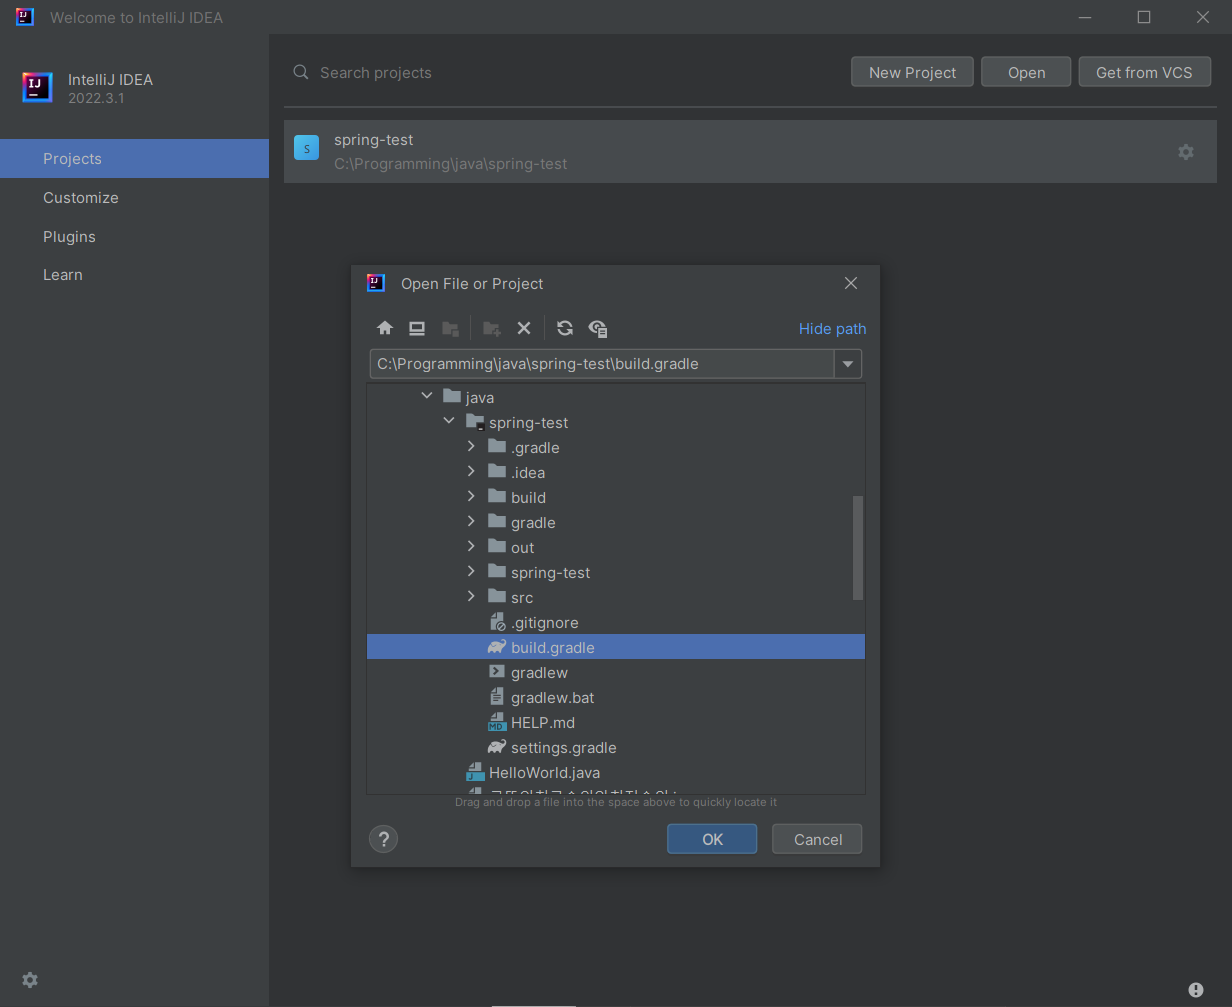 Welcome to IntelliJ IDEA
IntelliJ IDEA
2022.3.1
Projects
Customize
Plugins
Learn
Search projects
New Project
Open
Get from VCS
spring-test
C:\Programming\java\spring-test
Open File or Project
Hide path
C:\Programming\java\spring-test\build.gradle
java
spring-test
.gradle
.idea
build
gradle
out
spring-test
src
.gitignore
build.gradle
gradlew
gradlew.bat
HELP.md
settings.gradle
HelloWorld.java
Drag and drop a file into the space above to quickly locate it
?
OK
Cancel